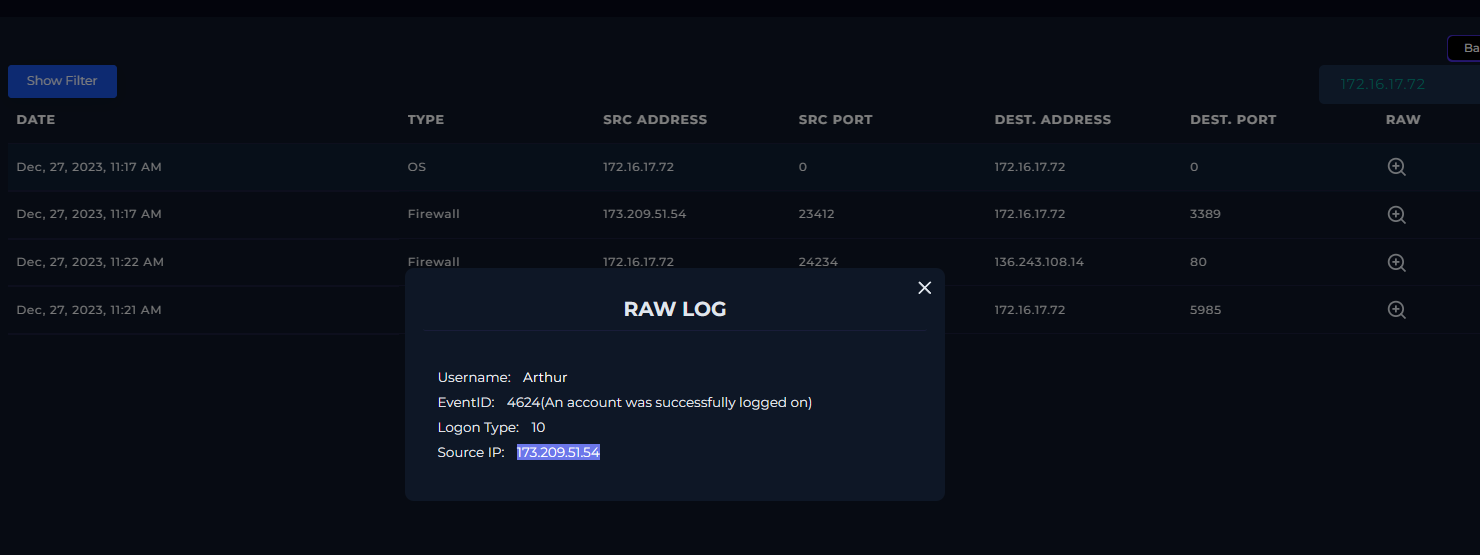 Ba
Show Filter
172.16.17.72
DATE TYPE SRC ADDRESS SRC PORT DEST. ADDRESS DEST. PORT RAW
Dec, 27, 2023, 11:17 AM OS 172.16.17.72 0 172.16.17.72 0
Dec, 27, 2023, 11:17 AM Firewall 173.209.51.54 23412 172.16.17.72 3389
Dec, 27, 2023, 11:22 AM Firewall 172.16.17.72 24234 136.243.108.14 80
Dec, 27, 2023, 11:21 AM 172.16.17.72 5985
RAW LOG
Username: Arthur
EventID: 4624(An account was successfully logged on)
Logon Type: 10
Source IP: 173.209.51.54